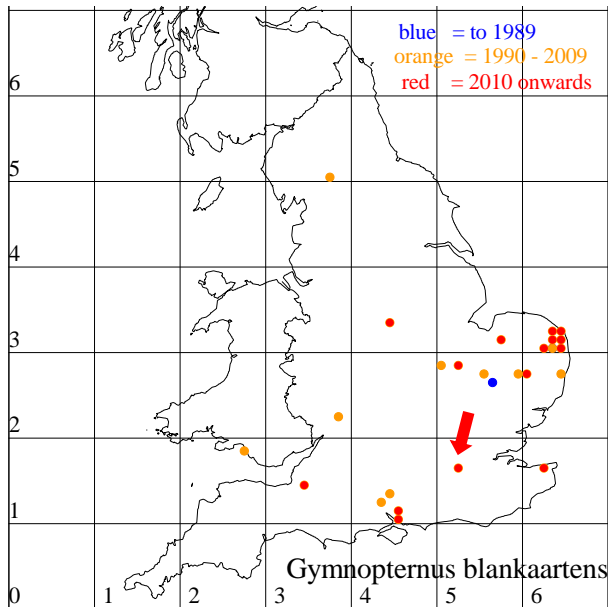 blue = to 1989
orange = 1990 - 2009
red = 2010 onwards
6
5
4
3
2
1
Gymnopternus blankaartens
0 1 2 3 4 5 6